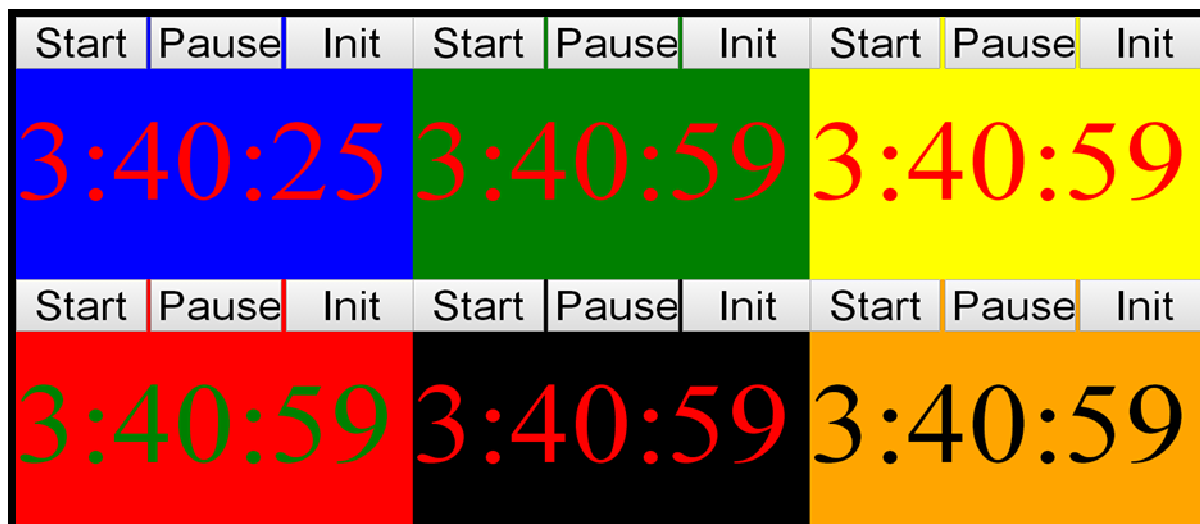 Start Pause Init Start Pause Init Start Pause Init
3:40:25 3:40:59 3:40:59
Start Pause Init Start Pause Init Start Pause Init
3:40:59 3:40:59 3:40:59